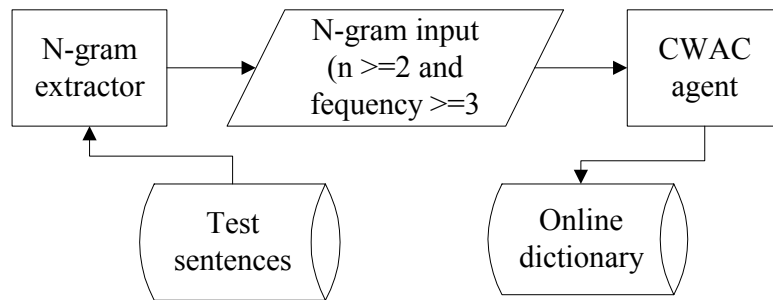 N-gram
extractor
N-gram input
(n >=2 and
fequency >=3
CWAC
agent
Test
sentences
Online
dictionary